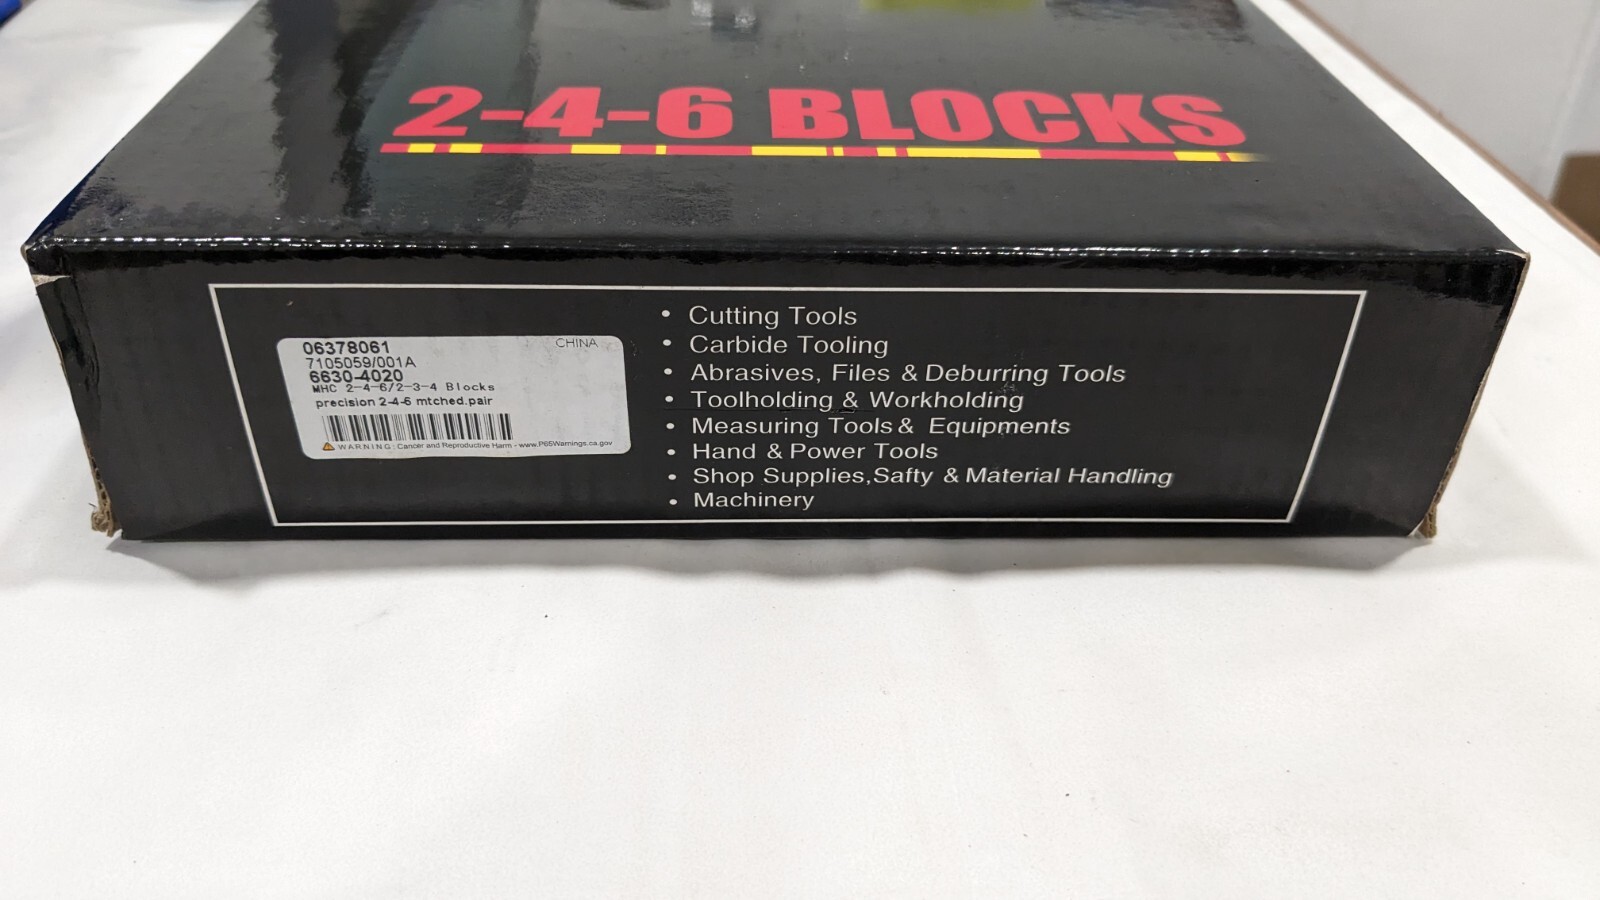 2-4-6 BLOCKS
06378061
CHINA
7105059/001A
6630-4020
MHC 2-4-6/2-3-4 Blocks
precision 2-4-6 mtched.pair
WARNING: Cancer and Reproductive Harm - www.P65Warnings.ca.gov
• Cutting Tools
• Carbide Tooling
• Abrasives, Files & Deburring Tools
• Toolholding & Workholding
• Measuring Tools & Equipments
• Hand & Power Tools
• Shop Supplies,Safty & Material Handling
• Machinery